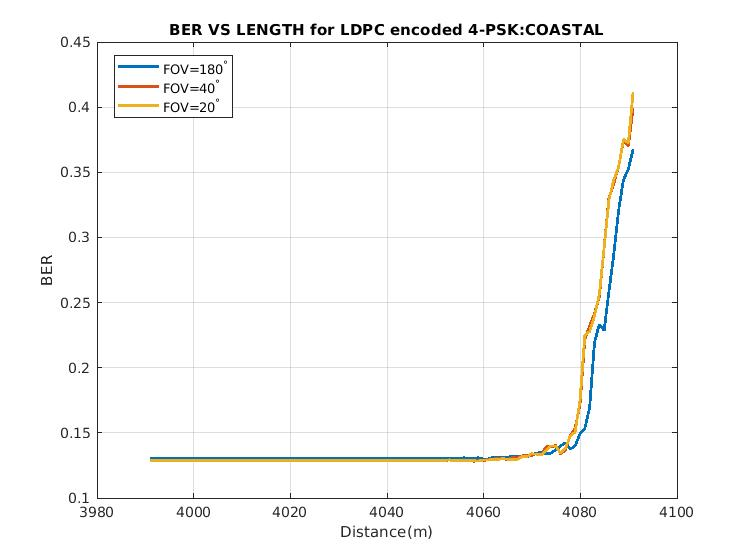 BER VS LENGTH for LDPC encoded 4-PSK:COASTAL
0.45
FOV=180°
FOV=40°
FOV=20°
0.4
0.35
0.3
BER
0.25
0.2
0.15
0.1
3980 4000 4020 4040 4060 4080 4100
Distance(m)